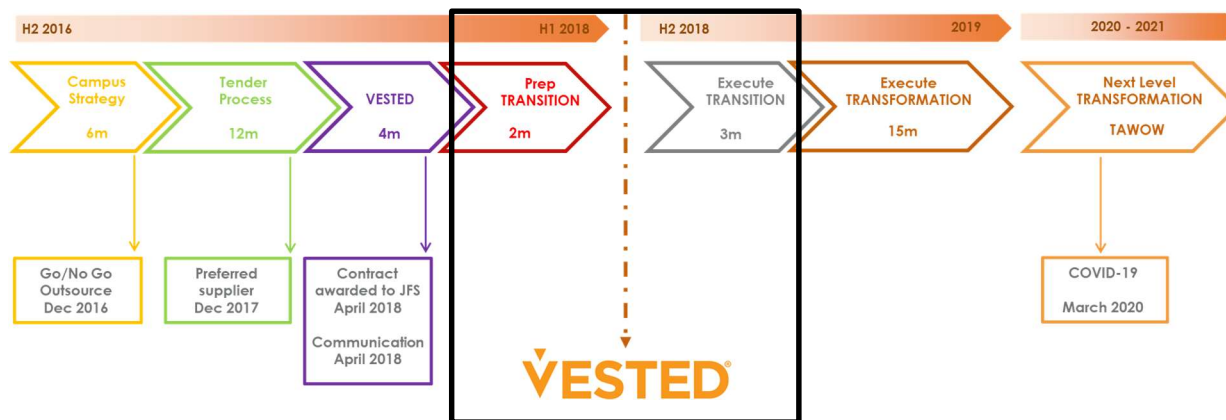 H2 2016
H1 2018
H2 2018
2019
2020 - 2021
Campus
Strategy
6m
Tender
Process
12m
VESTED
4m
Prep
TRANSITION
2m
Execute
TRANSITION
3m
Execute
TRANSFORMATION
15m
Next Level
TRANSFORMATION
TAWOW
Go/No Go
Outsource
Dec 2016
Preferred
supplier
Dec 2017
Contract
awarded to JFS
April 2018
Communication
April 2018
COVID-19
March 2020
VESTED®